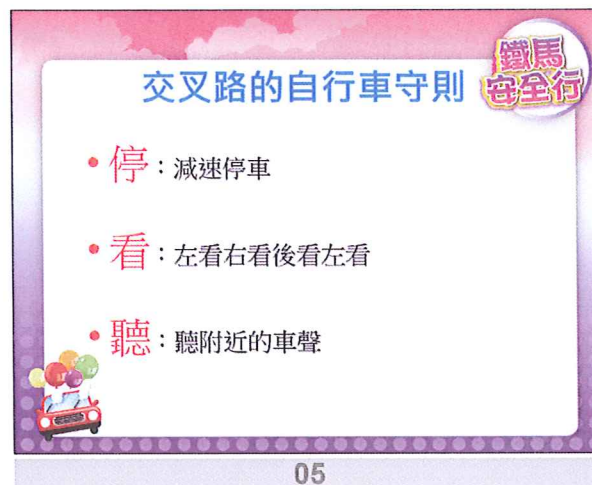 鐵馬
安全行
交叉路的自行車守則
• 停：減速停車
• 看：左看右看後看左看
• 聽：聽附近的車聲
05